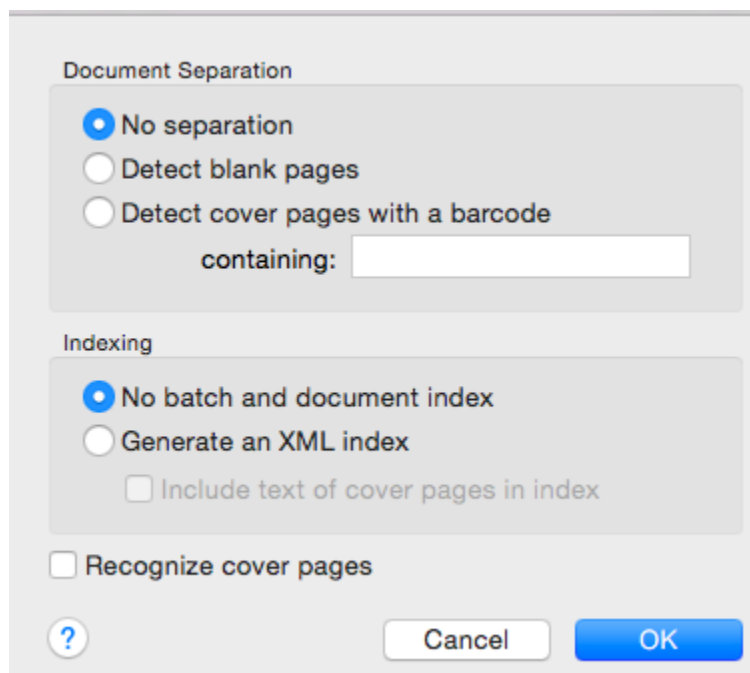 Document Separation
No separation
Detect blank pages
Detect cover pages with a barcode
containing:
Indexing
No batch and document index
Generate an XML index
Include text of cover pages in index
Recognize cover pages
? Cancel OK